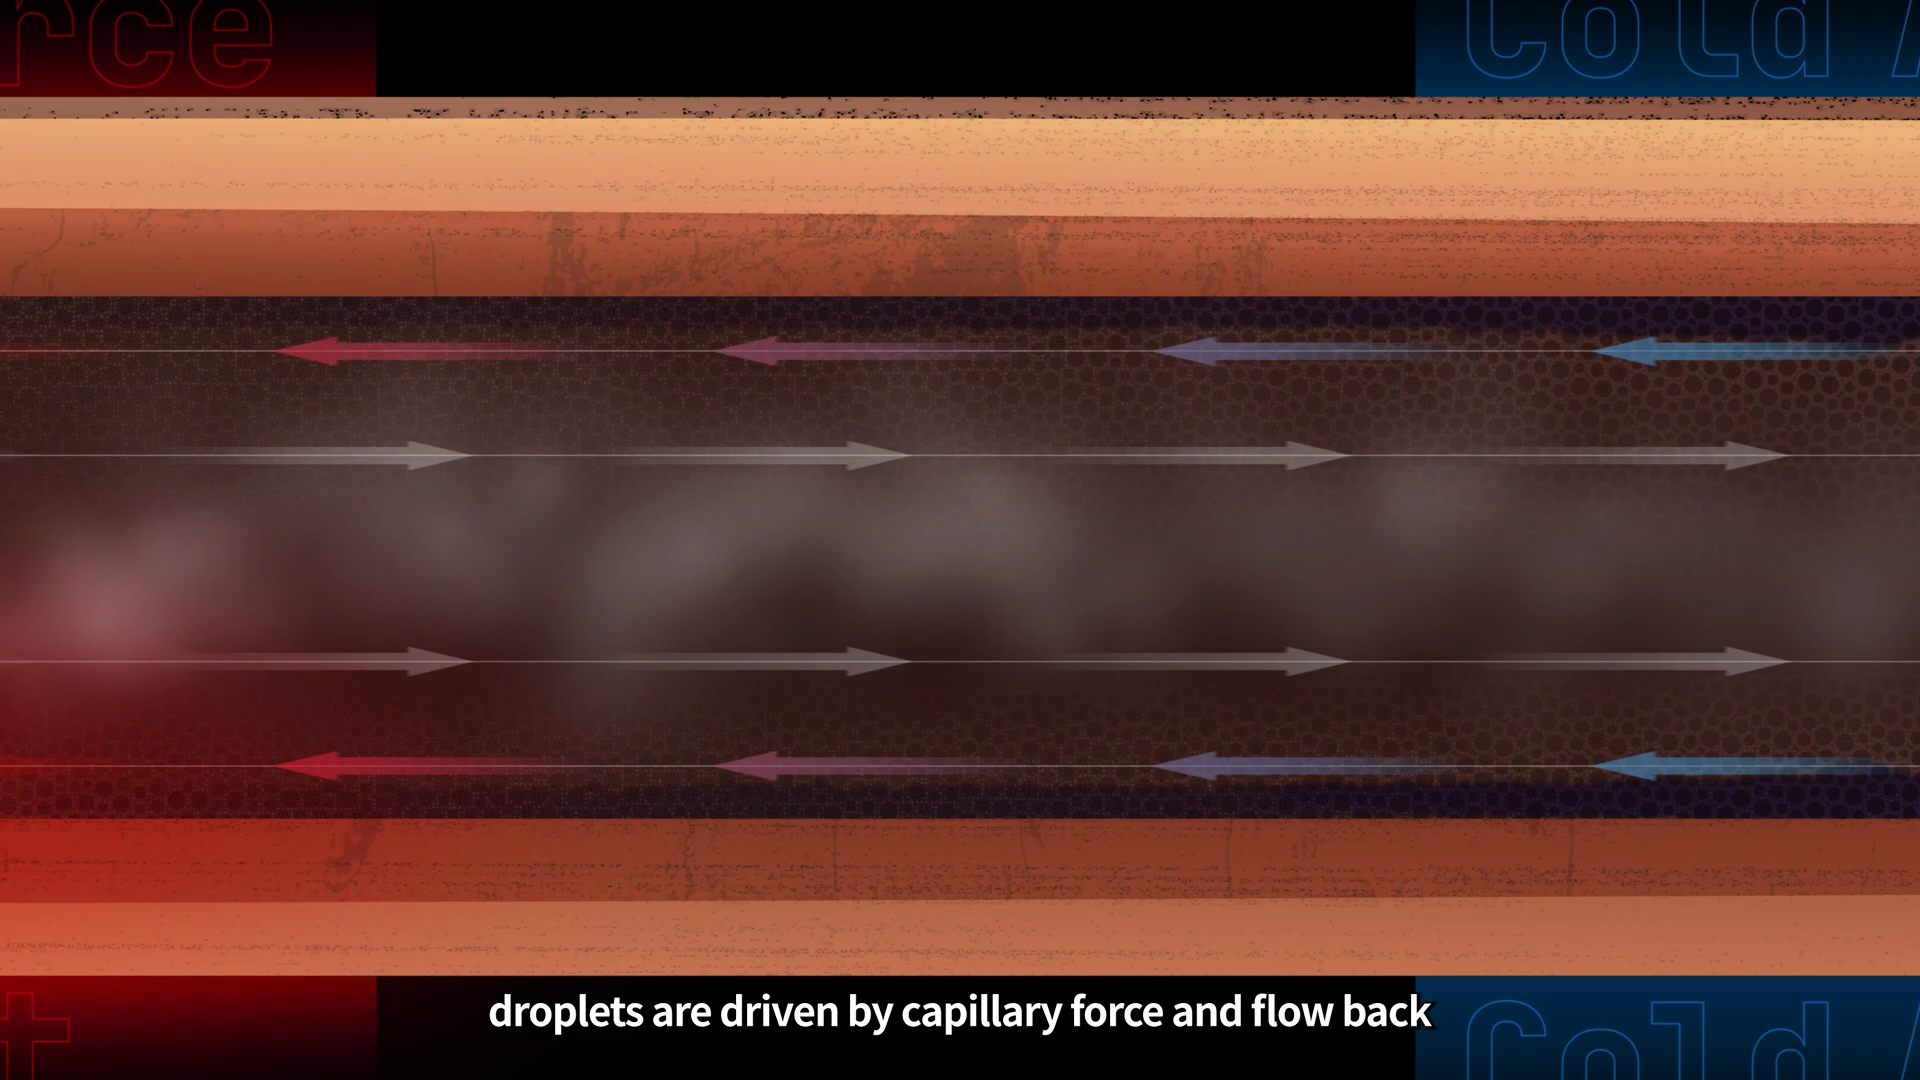 rce
Cold A
droplets are driven by capillary force and flow back
t
Cold A